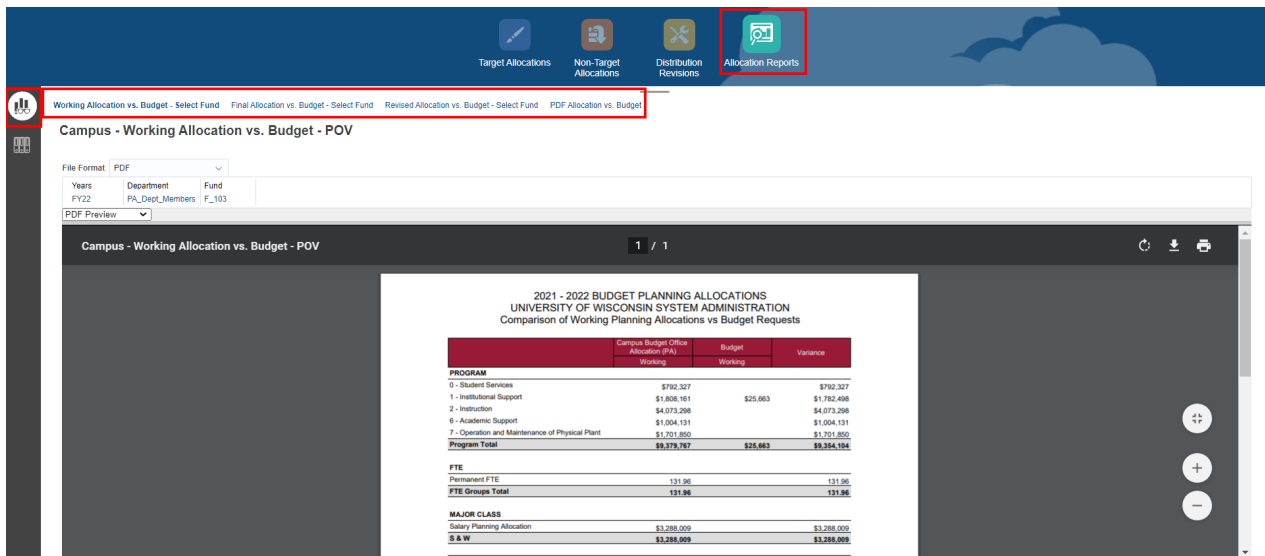 Target Allocations
Non-Target
Allocations
Distribution
Revisions
Allocation Reports
Working Allocation vs. Budget - Select Fund Final Allocation vs. Budget - Select Fund Revised Allocation vs. Budget - Select Fund PDF Allocation vs. Budget
Campus - Working Allocation vs. Budget - POV
File Format PDF
Years Department Fund
FY22 PA_Dept_Members F_103
PDF Preview
Campus - Working Allocation vs. Budget - POV 1 / 1
2021 - 2022 BUDGET PLANNING ALLOCATIONS
UNIVERSITY OF WISCONSIN SYSTEM ADMINISTRATION
Comparison of Working Planning Allocations vs Budget Requests
Campus Budget Office
Allocation (PA) Budget Variance
Working Working
PROGRAM
0 - Student Services $792,327 $792,327
1 - Institutional Support $1,808,161 $25,663 $1,782,498
2 - Instruction $4,073,298 $4,073,298
6 - Academic Support $1,004,131 $1,004,131
7 - Operation and Maintenance of Physical Plant $1,701,850 $1,701,850
Program Total $9,379,767 $25,663 $9,354,104
FTE
Permanent FTE 131.96 131.96
FTE Groups Total 131.96 131.96
MAJOR CLASS
Salary Planning Allocation $3,288,009 $3,288,009
S & W $3,288,009 $3,288,009